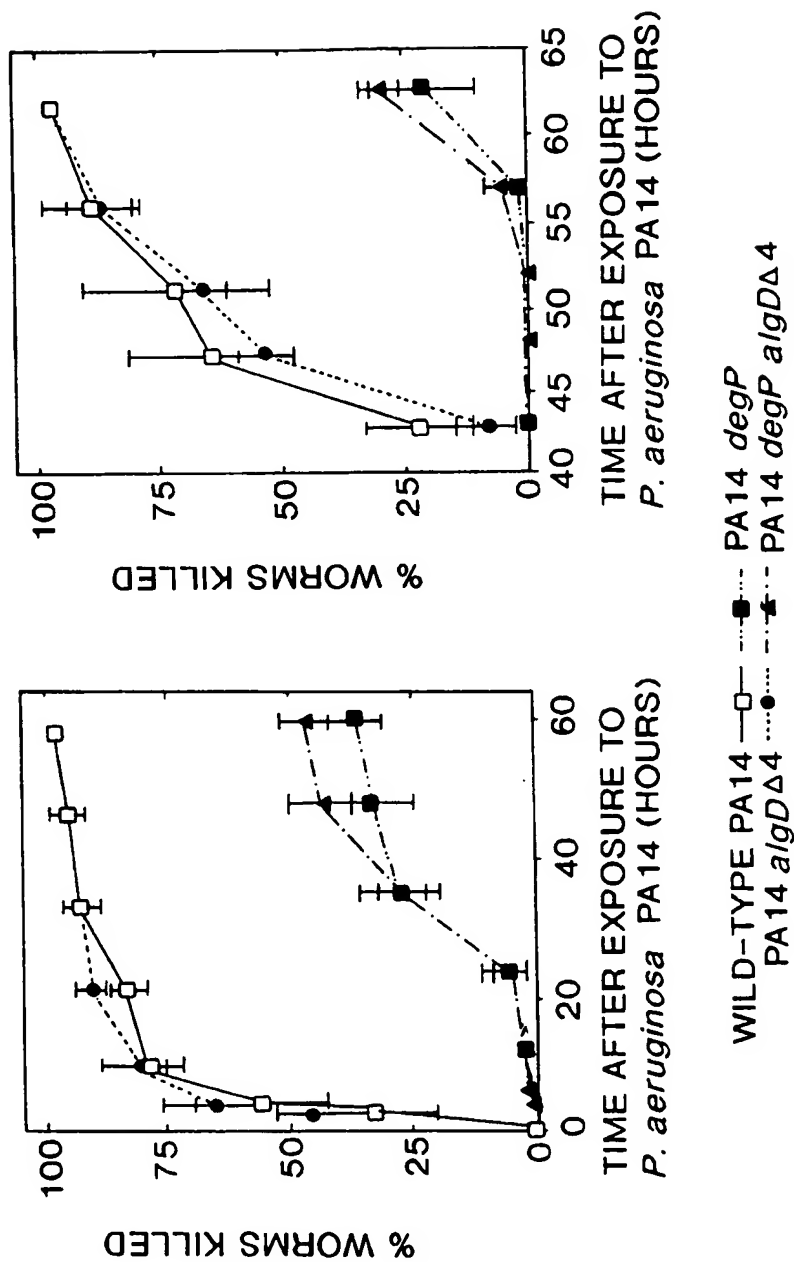 % WORMS KILLED
100
75
50
25
0
0 20 40 60
TIME AFTER EXPOSURE TO
P. aeruginosa PA14 (HOURS)
% WORMS KILLED
100
75
50
25
0
40 45 50 55 60 65
TIME AFTER EXPOSURE TO
P. aeruginosa PA14 (HOURS)
WILD-TYPE PA14 PA14 degP
PA14 algDΔ4 PA14 degP algDΔ4